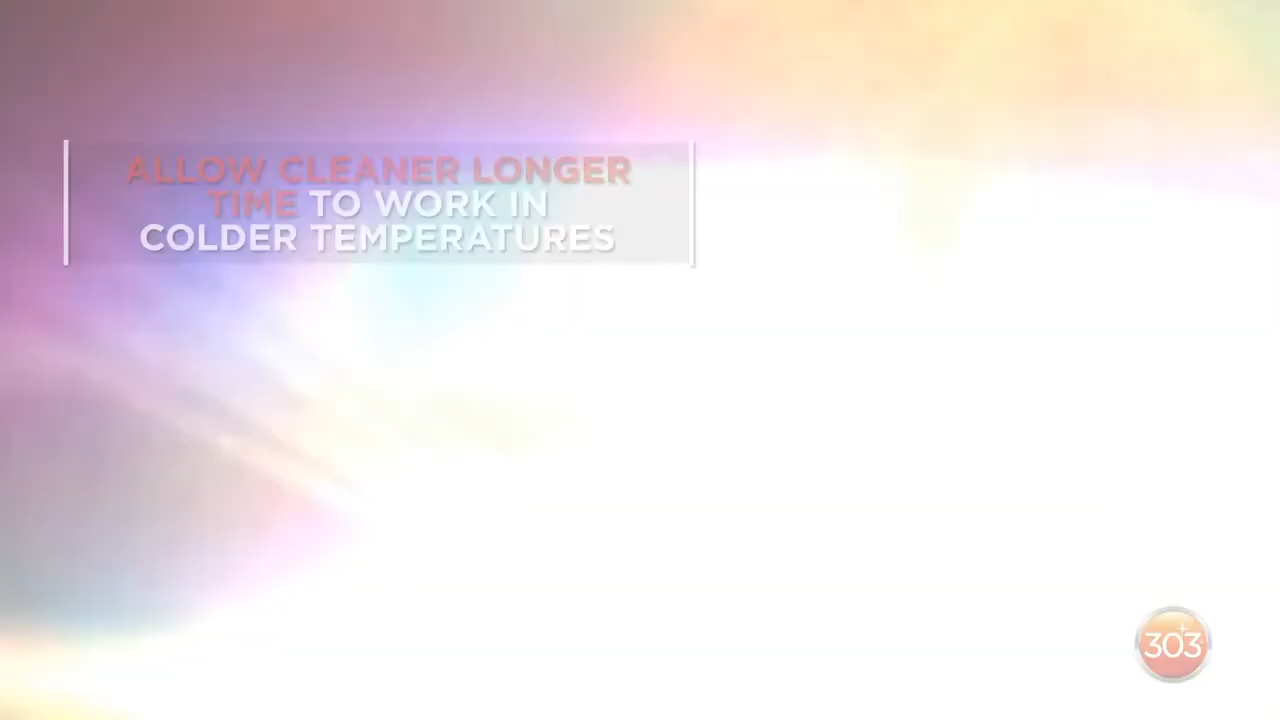 ALLOW CLEANER LONGER
TIME TO WORK IN
COLDER TEMPERATURES
303